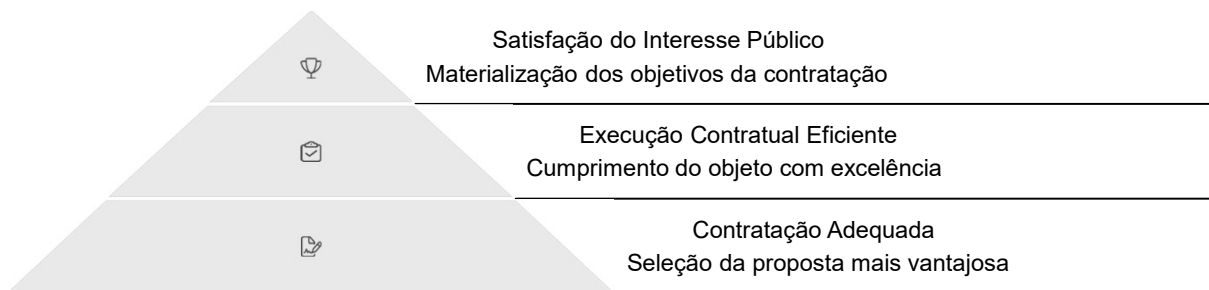 Satisfação do Interesse Público
Materialização dos objetivos da contratação
Execução Contratual Eficiente
Cumprimento do objeto com excelência
Contratação Adequada
Seleção da proposta mais vantajosa